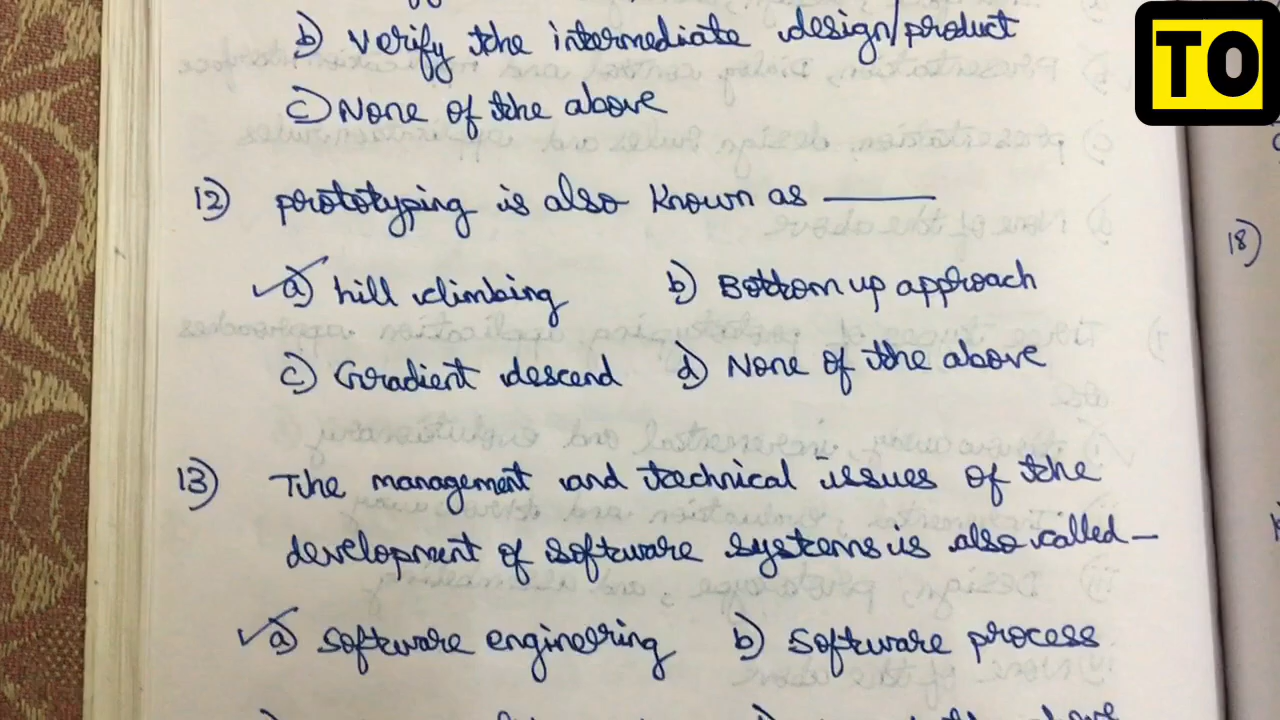 b) verify the intermediate design/product
c) None of the above
TO
12) prototyping is also known as ———
a) hill climbing b) Bottom up approach
18)
c) Gradient descend d) None of the above
13) The management and technical issues of the
development of software systems is also called —
a) software engineering b) software process